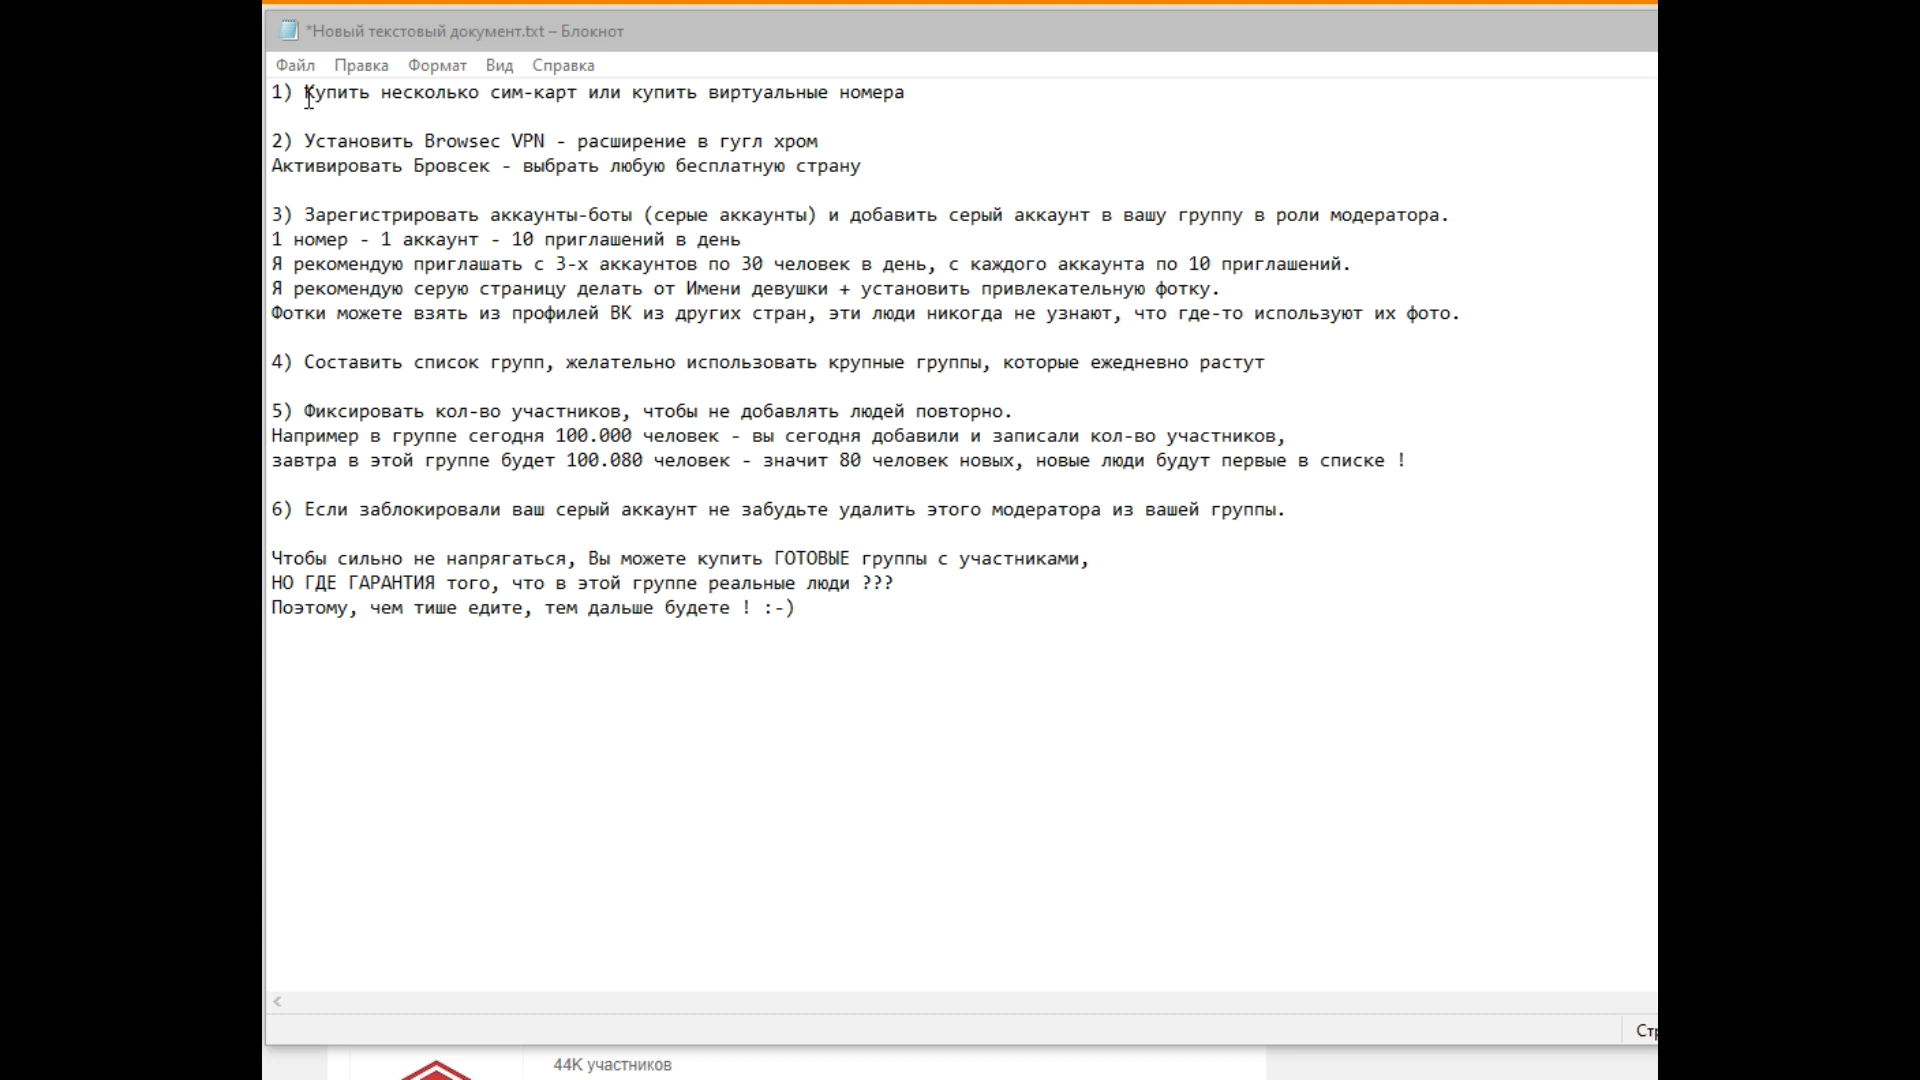 *Новый текстовый документ.txt – Блокнот
Файл Правка Формат Вид Справка
1) Купить несколько сим-карт или купить виртуальные номера
2) Установить Browsec VPN - расширение в гугл хром
Активировать Бровсек - выбрать любую бесплатную страну
3) Зарегистрировать аккаунты-боты (серые аккаунты) и добавить серый аккаунт в вашу группу в роли модератора.
1 номер - 1 аккаунт - 10 приглашений в день
Я рекомендую приглашать с 3-х аккаунтов по 30 человек в день, с каждого аккаунта по 10 приглашений.
Я рекомендую серую страницу делать от Имени девушки + установить привлекательную фотку.
Фотки можете взять из профилей ВК из других стран, эти люди никогда не узнают, что где-то используют их фото.
4) Составить список групп, желательно использовать крупные группы, которые ежедневно растут
5) Фиксировать кол-во участников, чтобы не добавлять людей повторно.
Например в группе сегодня 100.000 человек - вы сегодня добавили и записали кол-во участников,
завтра в этой группе будет 100.080 человек - значит 80 человек новых, новые люди будут первые в списке !
6) Если заблокировали ваш серый аккаунт не забудьте удалить этого модератора из вашей группы.
Чтобы сильно не напрягаться, Вы можете купить ГОТОВЫЕ группы с участниками,
НО ГДЕ ГАРАНТИЯ того, что в этой группе реальные люди ???
Поэтому, чем тише едите, тем дальше будете ! :-)
Стр
44K участников